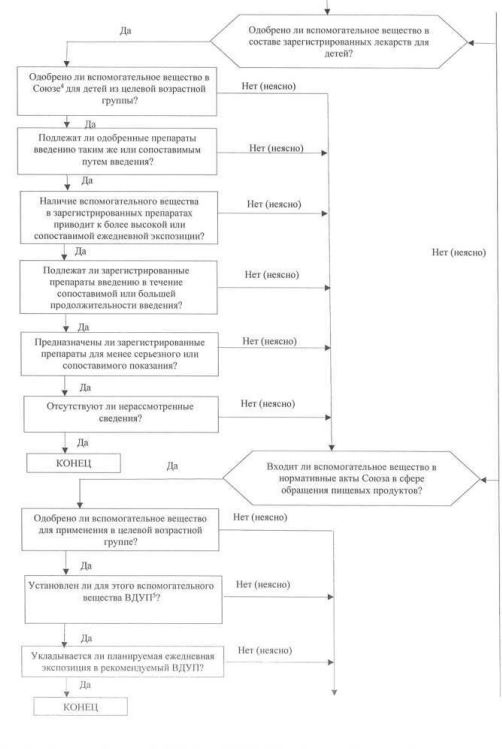 Да
Одобрено ли вспомогательное вещество в
составе зарегистрированных лекарств для
детей?
Одобрено ли вспомогательное вещество в
Союзе⁴ для детей из целевой возрастной
группы?
Нет (неясно)
Да
Подлежат ли одобренные препараты
введению таким же или сопоставимым
путем введения?
Нет (неясно)
Да
Наличие вспомогательного вещества
в зарегистрированных препаратах
приводит к более высокой или
сопоставимой ежедневной экспозиции?
Нет (неясно)
Нет (неясно)
Да
Подлежат ли зарегистрированные
препараты введению в течение
сопоставимой или большей
продолжительности введения?
Нет (неясно)
Да
Предназначены ли зарегистрированные
препараты для менее серьезного или
сопоставимого показания?
Нет (неясно)
Да
Отсутствуют ли нерассмотренные
сведения?
Нет (неясно)
Да
КОНЕЦ
Да
Входит ли вспомогательное вещество в
нормативные акты Союза в сфере
обращения пищевых продуктов?
Одобрено ли вспомогательное вещество
для применения в целевой возрастной
группе?
Нет (неясно)
Да
Установлен ли для этого вспомогательного
вещества ВДУП⁵?
Нет (неясно)
Да
Укладывается ли планируемая ежедневная
экспозиция в рекомендуемый ВДУП?
Нет (неясно)
Да
КОНЕЦ